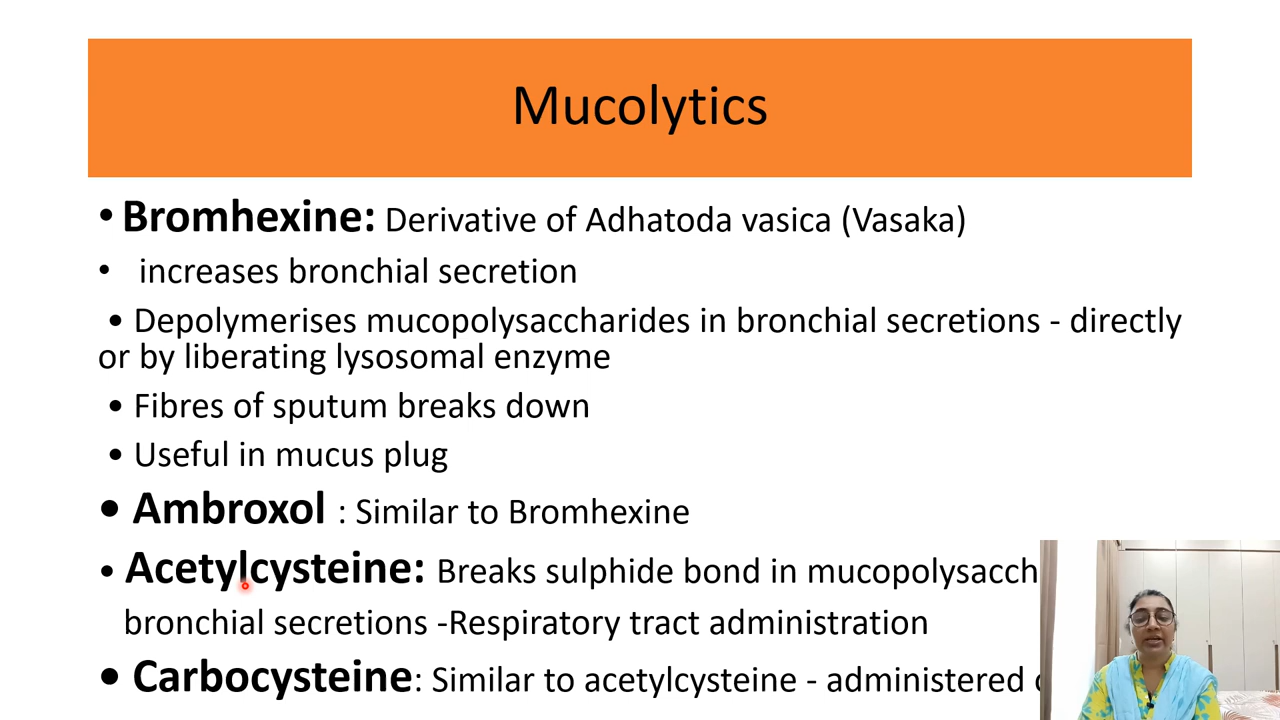 Mucolytics
• Bromhexine: Derivative of Adhatoda vasica (Vasaka)
• increases bronchial secretion
• Depolymerises mucopolysaccharides in bronchial secretions - directly
or by liberating lysosomal enzyme
• Fibres of sputum breaks down
• Useful in mucus plug
• Ambroxol : Similar to Bromhexine
• Acetylcysteine: Breaks sulphide bond in mucopolysacch
bronchial secretions -Respiratory tract administration
• Carbocysteine: Similar to acetylcysteine - administered